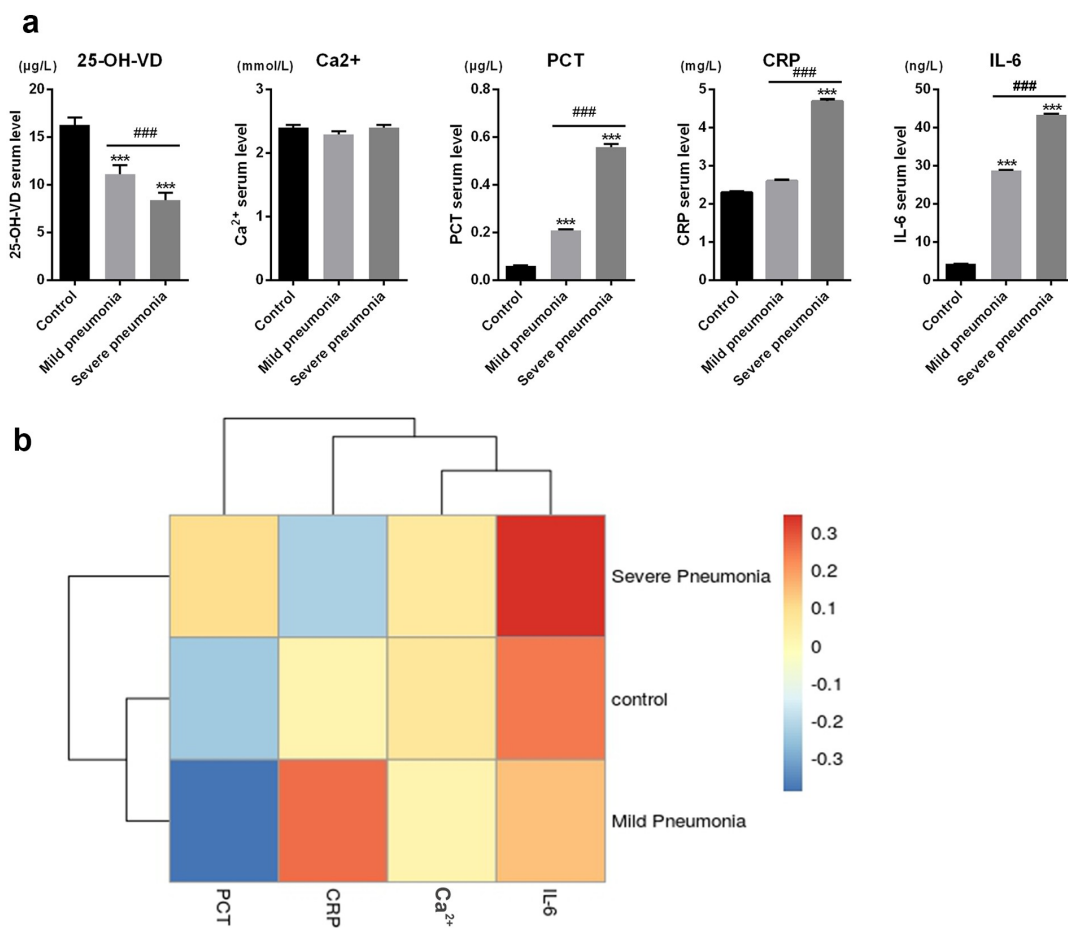 a
25-OH-VD
(µg/L)
25-OH-VD serum level
20
15
10
5
0
***
***
###
Control
Mild pneumonia
Severe pneumonia
Ca2+
(mmol/L)
Ca2+ serum level
3
2
1
0
Control
Mild pneumonia
Severe pneumonia
PCT
(µg/L)
PCT serum level
0.8
0.6
0.4
0.2
0.0
***
***
###
Control
Mild pneumonia
Severe pneumonia
CRP
(mg/L)
CRP serum level
5
4
3
2
1
0
###
***
Control
Mild pneumonia
Severe pneumonia
IL-6
(ng/L)
IL-6 serum level
50
40
30
20
10
0
###
***
***
Control
Mild pneumonia
Severe pneumonia
b
Severe Pneumonia
control
Mild Pneumonia
PCT
CRP
Ca2+
IL-6
0.3
0.2
0.1
0
-0.1
-0.2
-0.3